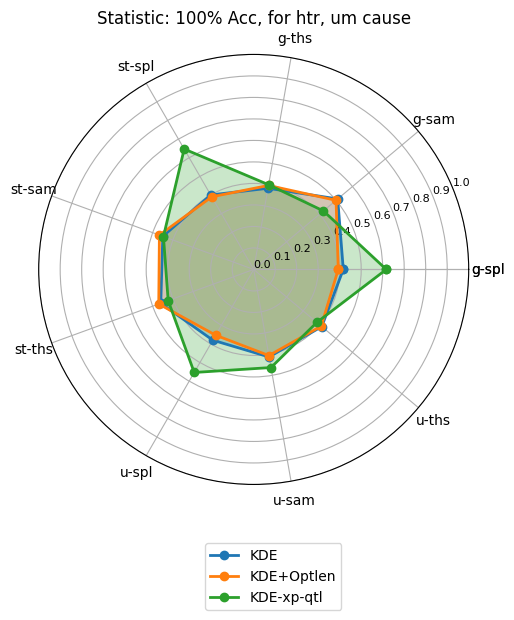 Statistic: 100% Acc, for htr, um cause
g-ths
st-spl
g-sam
st-sam
1.0
0.9
0.8
0.7
0.6
0.5
0.4
0.3
0.2
0.1
0.0
g-spl
st-ths
u-ths
u-spl
u-sam
KDE
KDE+Optlen
KDE-xp-qtl